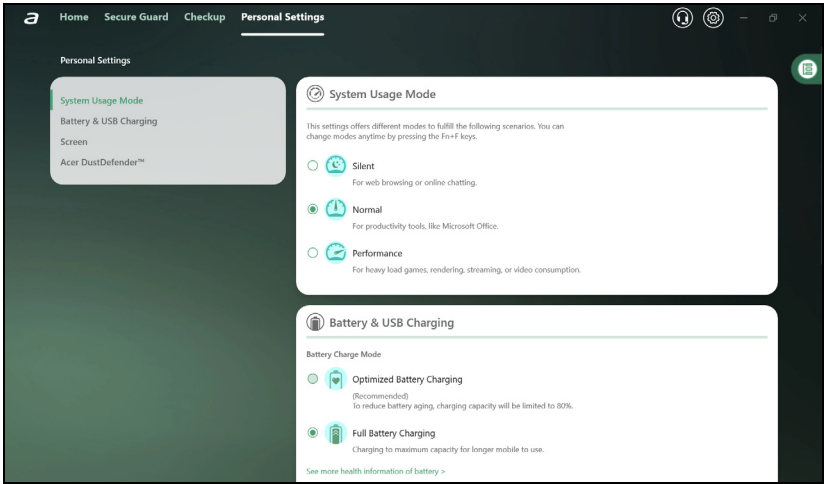 a Home Secure Guard Checkup Personal Settings
Personal Settings
System Usage Mode
Battery & USB Charging
Screen
Acer DustDefender™
System Usage Mode
This settings offers different modes to fulfill the following scenarios. You can
change modes anytime by pressing the Fn+F keys.
Silent
For web browsing or online chatting.
Normal
For productivity tools, like Microsoft Office.
Performance
For heavy load games, rendering, streaming, or video consumption.
Battery & USB Charging
Battery Charge Mode
Optimized Battery Charging
(Recommended)
To reduce battery aging, charging capacity will be limited to 80%.
Full Battery Charging
Charging to maximum capacity for longer mobile to use.
See more health information of battery >